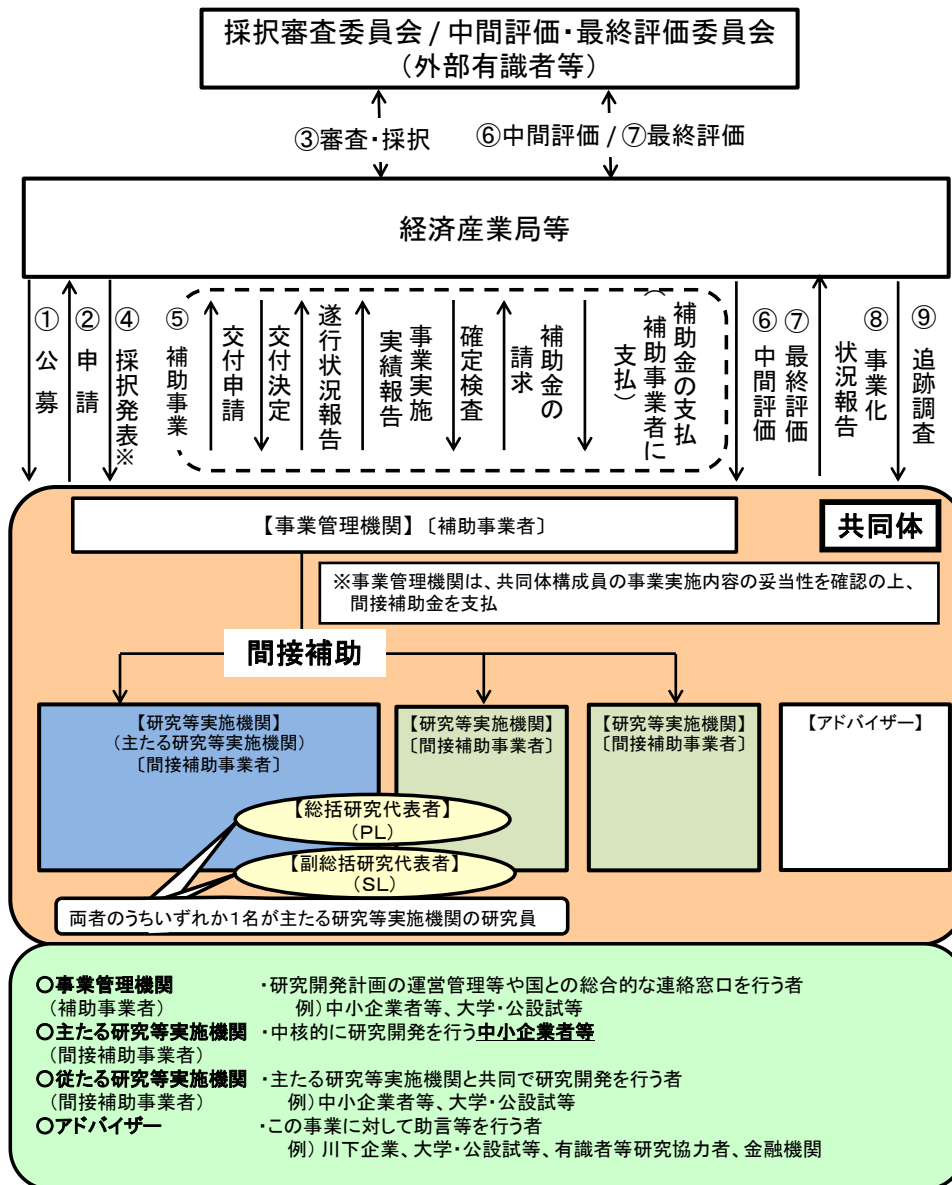 採択審査委員会 / 中間評価・最終評価委員会
（外部有識者等）
③審査・採択
⑥中間評価 / ⑦最終評価
経済産業局等
①公募
②申請
④採択発表※
⑤補助事業
交付申請
交付決定
遂行状況報告
事業実施
実績報告
確定検査
補助金の
請求
補助金の支払
（補助事業者に
支払）
⑥中間評価
⑦最終評価
⑧事業化
状況報告
⑨追跡調査
共同体
【事業管理機関】〔補助事業者〕
※事業管理機関は、共同体構成員の事業実施内容の妥当性を確認の上、
間接補助金を支払
間接補助
【研究等実施機関】
（主たる研究等実施機関）
〔間接補助事業者〕
【研究等実施機関】
〔間接補助事業者〕
【研究等実施機関】
〔間接補助事業者〕
【アドバイザー】
【総括研究代表者】
（PL）
【副総括研究代表者】
（SL）
両者のうちいずれか１名が主たる研究等実施機関の研究員
○事業管理機関 ・研究開発計画の運営管理等や国との総合的な連絡窓口を行う者
（補助事業者） 例）中小企業者等、大学・公設試等
○主たる研究等実施機関 ・中核的に研究開発を行う中小企業者等
（間接補助事業者）
○従たる研究等実施機関 ・主たる研究等実施機関と共同で研究開発を行う者
（間接補助事業者） 例）中小企業者等、大学・公設試等
○アドバイザー ・この事業に対して助言等を行う者
例）川下企業、大学・公設試等、有識者等研究協力者、金融機関